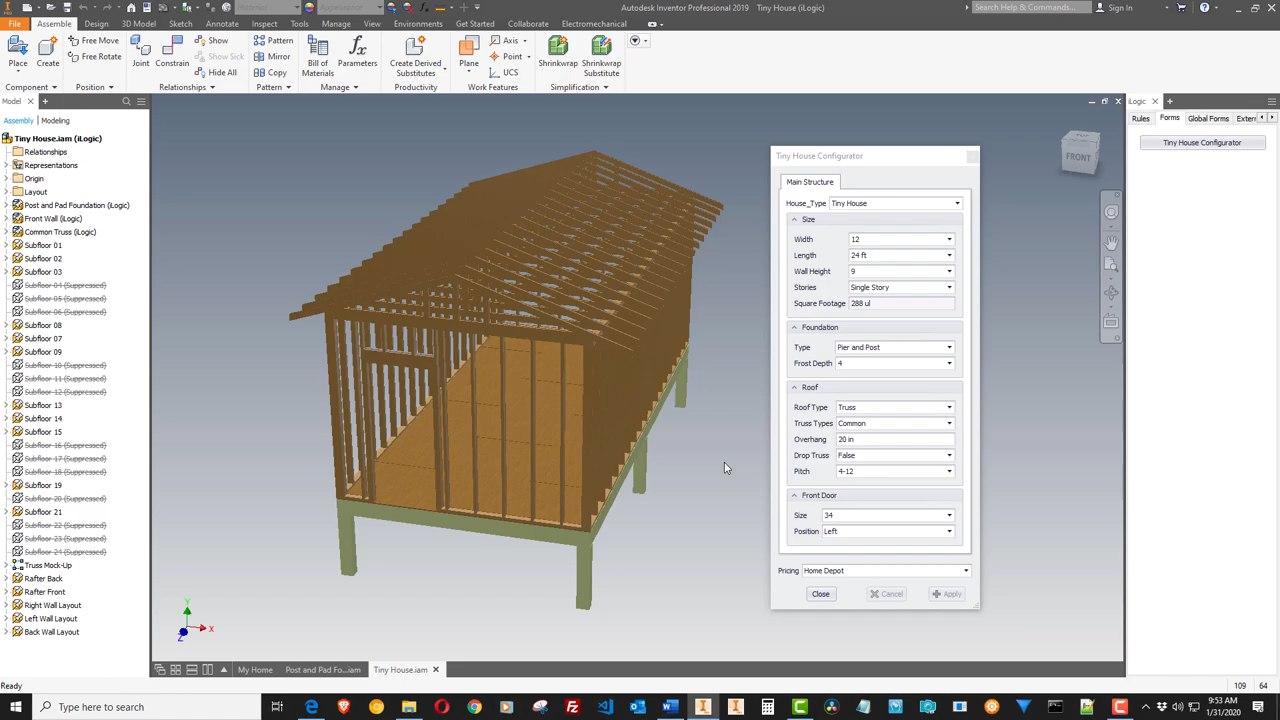 Material
Appearance
Autodesk Inventor Professional 2019 Tiny House (iLogic)
Search Help & Commands...
Sign In
File Assemble Design 3D Model Sketch Annotate Inspect Tools Manage View Environments Get Started Collaborate Electromechanical
Place Create
Free Move
Free Rotate
Joint Constrain
Show
Show Sick
Hide All
Pattern
Mirror
Copy
Bill of Materials
Parameters
Create Derived Substitutes
Plane
Axis
Point
UCS
Shrinkwrap
Shrinkwrap Substitute
Component Position Relationships Pattern Manage Productivity Work Features Simplification
Model
Assembly Modeling
Tiny House.iam (iLogic)
Relationships
Representations
Origin
Layout
Post and Pad Foundation (iLogic)
Front Wall (iLogic)
Common Truss (iLogic)
Subfloor 01
Subfloor 02
Subfloor 03
Subfloor 04 (Suppressed)
Subfloor 05 (Suppressed)
Subfloor 06 (Suppressed)
Subfloor 08
Subfloor 07
Subfloor 09
Subfloor 10 (Suppressed)
Subfloor 11 (Suppressed)
Subfloor 12 (Suppressed)
Subfloor 13
Subfloor 14
Subfloor 15
Subfloor 16 (Suppressed)
Subfloor 17 (Suppressed)
Subfloor 18 (Suppressed)
Subfloor 19
Subfloor 20 (Suppressed)
Subfloor 21
Subfloor 22 (Suppressed)
Subfloor 23 (Suppressed)
Subfloor 24 (Suppressed)
Truss Mock-Up
Rafter Back
Rafter Front
Right Wall Layout
Left Wall Layout
Back Wall Layout
FRONT
Y
X
Z
Tiny House Configurator
Main Structure
House_Type Tiny House
Size
Width 12
Length 24 ft
Wall Height 9
Stories Single Story
Square Footage 288 ul
Foundation
Type Pier and Post
Frost Depth 4
Roof
Roof Type Truss
Truss Types Common
Overhang 20 in
Drop Truss False
Pitch 4-12
Front Door
Size 34
Position Left
Pricing Home Depot
Close Cancel Apply
iLogic
Rules Forms Global Forms Extern
Tiny House Configurator
My Home Post and Pad Fo...iam Tiny House.iam
Ready
109 64
Type here to search
9:53 AM
1/31/2020